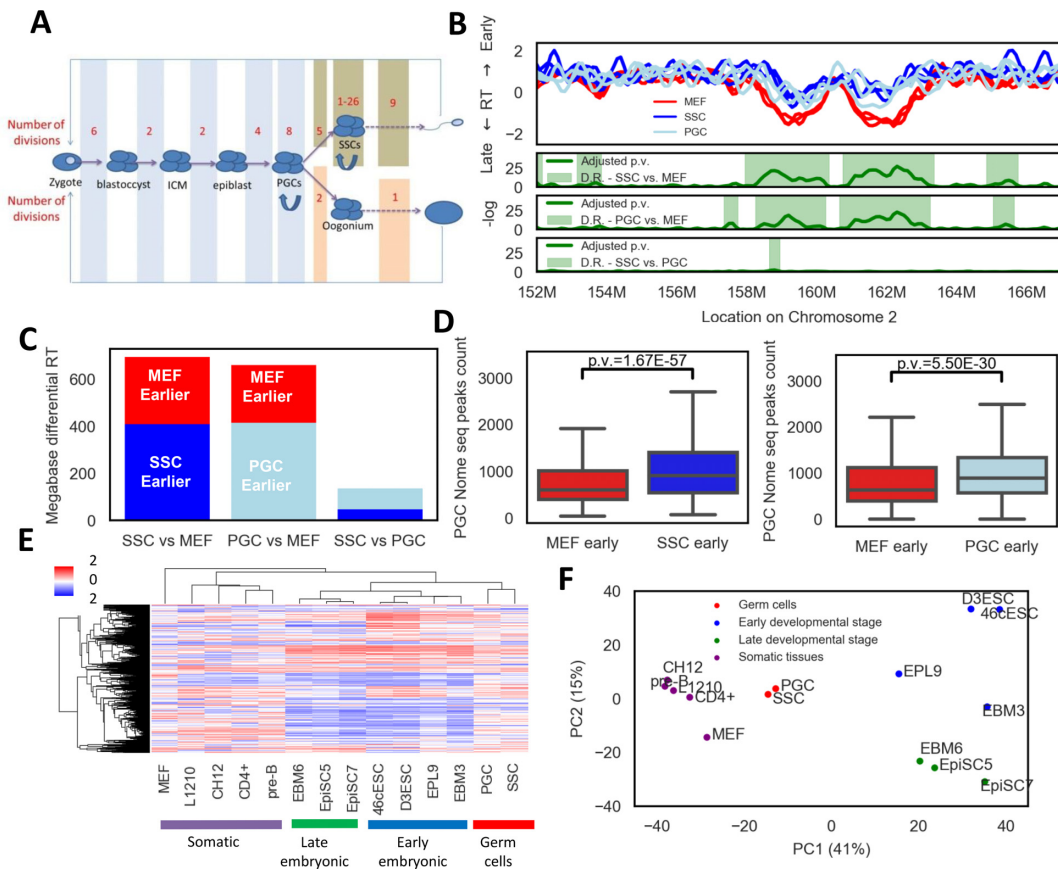 A
Number of divisions
Number of divisions
6
2
2
4
8
5
1-26
9
2
1
Zygote
blastoccyst
ICM
epiblast
PGCs
SSCs
Oogonium
B
Late ← RT → Early
2
0
−2
MEF
SSC
PGC
-log
25
0
Adjusted p.v.
D.R. - SSC vs. MEF
25
0
Adjusted p.v.
D.R. - PGC vs. MEF
25
0
Adjusted p.v.
D.R. - SSC vs. PGC
152M 154M 156M 158M 160M 162M 164M 166M
Location on Chromosome 2
C
Megabase differential RT
600
400
200
0
MEF Earlier
SSC Earlier
MEF Earlier
PGC Earlier
SSC vs MEF PGC vs MEF SSC vs PGC
D
PGC Nome seq peaks count
3000
2000
1000
0
p.v.=1.67E-57
MEF early SSC early
PGC Nome seq peaks count
3000
2000
1000
0
p.v.=5.50E-30
MEF early PGC early
E
2
0
2
MEF
L1210
CH12
CD4+
pre-B
EBM6
EpiSC5
EpiSC7
46cESC
D3ESC
EPL9
EBM3
PGC
SSC
Somatic
Late embryonic
Early embryonic
Germ cells
F
PC2 (15%)
40
20
0
−20
−40
Germ cells
Early developmental stage
Late developmental stage
Somatic tissues
D3ESC
46cESC
EPL9
EBM3
EBM6
EpiSC5
EpiSC7
PGC
SSC
CH12
pre-B
L1210
CD4+
MEF
−40 −20 0 20 40
PC1 (41%)